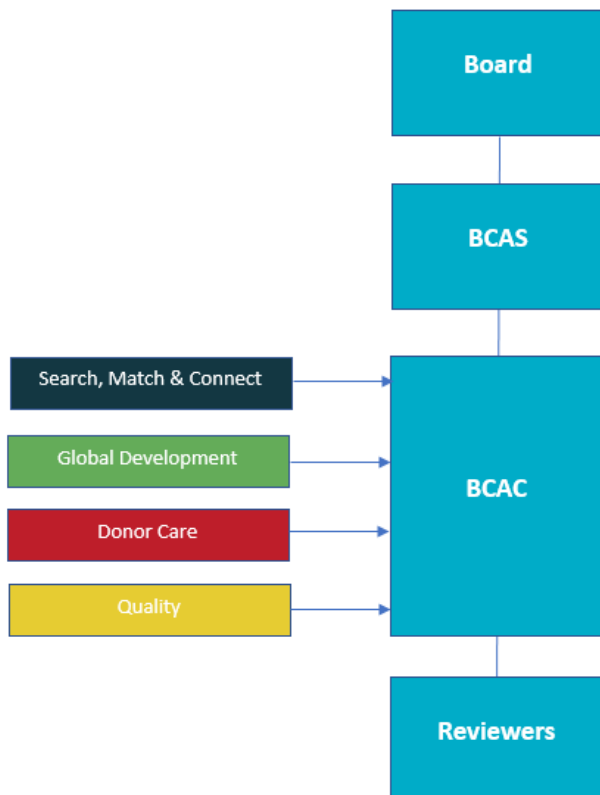 Board
BCAS
Search, Match & Connect
Global Development
BCAC
Donor Care
Quality
Reviewers